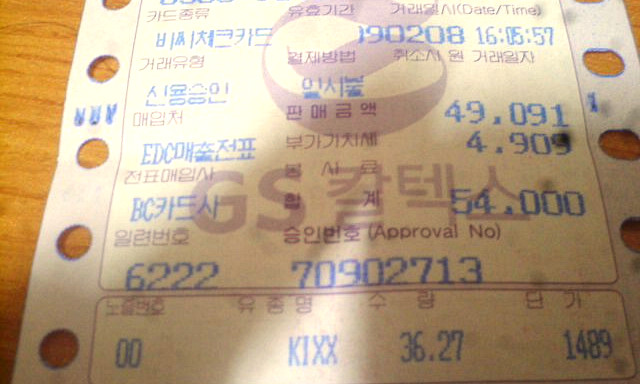 카드종류 유효기간 거래일시(Date/Time)
비씨체크카드 090208 16:05:57
거래유형 결제방법 취소시 원 거래일자
신용승인 일시불
매입처 판매금액 49,091
EDC매출전표 부가가치세 4.909
전표매입사 봉사료
BC카드사 합계 54.000
GS칼텍스
일련번호 승인번호(Approval No)
6222 70902713
노즐번호 유종명 수량 단가
00 KIXX 36.27 1489